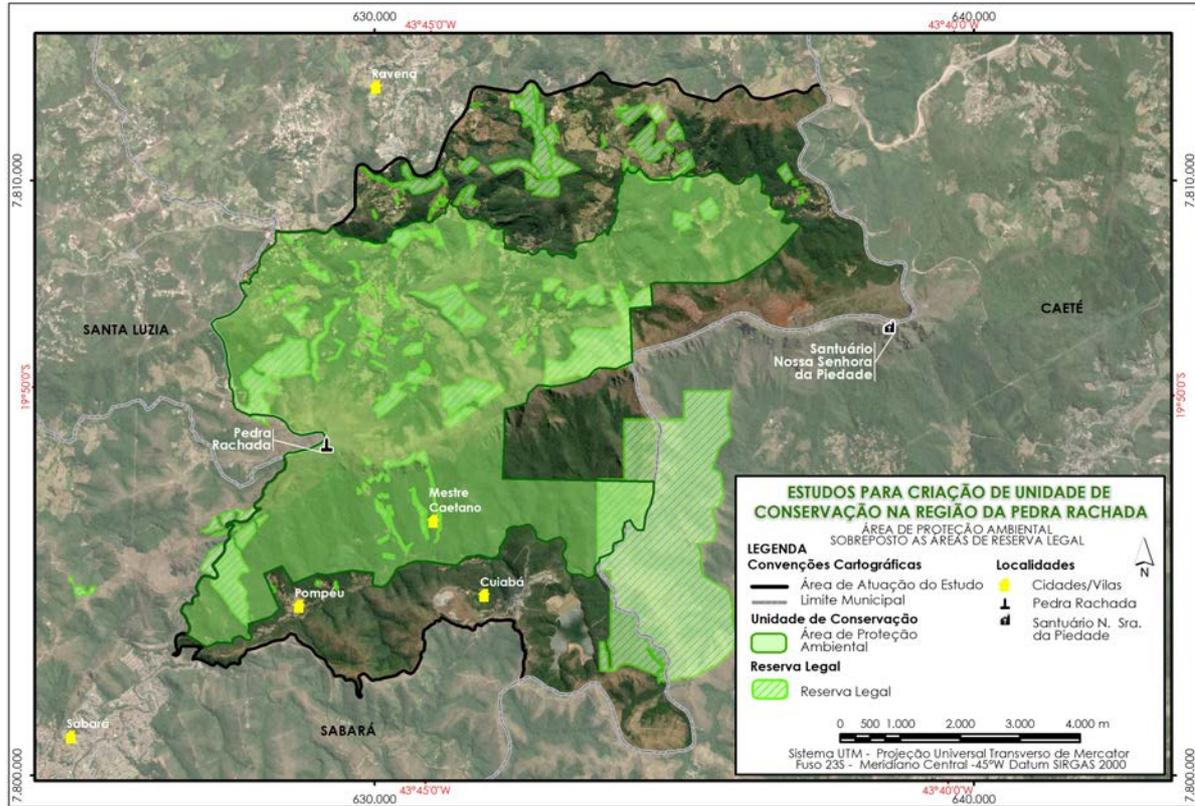 630.000
640.000
43°45'0"W
43°40'0"W
Ravena
7.810.000
7.810.000
SANTA LUZIA
CAETÉ
Santuário
Nossa Senhora
da Piedade
19°50'0"S
19°50'0"S
Pedra
Rachada
Mestre
Caetano
Pompéu
Cuiabá
Sabará
SABARÁ
ESTUDOS PARA CRIAÇÃO DE UNIDADE DE
CONSERVAÇÃO NA REGIÃO DA PEDRA RACHADA
ÁREA DE PROTEÇÃO AMBIENTAL
SOBREPOSTO AS ÁREAS DE RESERVA LEGAL
LEGENDA
Convenções Cartográficas
Área de Atuação do Estudo
Limite Municipal
Unidade de Conservação
Área de Proteção
Ambiental
Reserva Legal
Reserva Legal
Localidades
Cidades/Vilas
Pedra Rachada
Santuário N. Sra.
da Piedade
N
0 500 1.000 2.000 3.000 4.000 m
Sistema UTM - Projeção Universal Transverso de Mercator
Fuso 23S - Meridiano Central -45°W Datum SIRGAS 2000
7.800.000
7.800.000
630.000
640.000
43°45'0"W
43°40'0"W